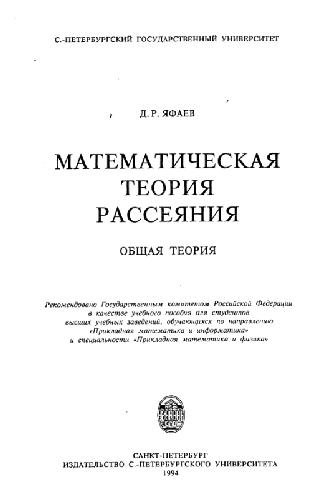 С.-ПЕТЕРБУРГСКИЙ ГОСУДАРСТВЕННЫЙ УНИВЕРСИТЕТ
Д. Р. ЯФАЕВ
МАТЕМАТИЧЕСКАЯ
ТЕОРИЯ
РАССЕЯНИЯ
ОБЩАЯ ТЕОРИЯ
Рекомендовано Государственным комитетом Российской Федерации
в качестве учебного пособия для студентов
высших учебных заведений, обучающихся по направлению
«Прикладная математика и информатика»
и специальности «Прикладная математика и физика»
САНКТ-ПЕТЕРБУРГ
ИЗДАТЕЛЬСТВО С.-ПЕТЕРБУРГСКОГО УНИВЕРСИТЕТА
1994